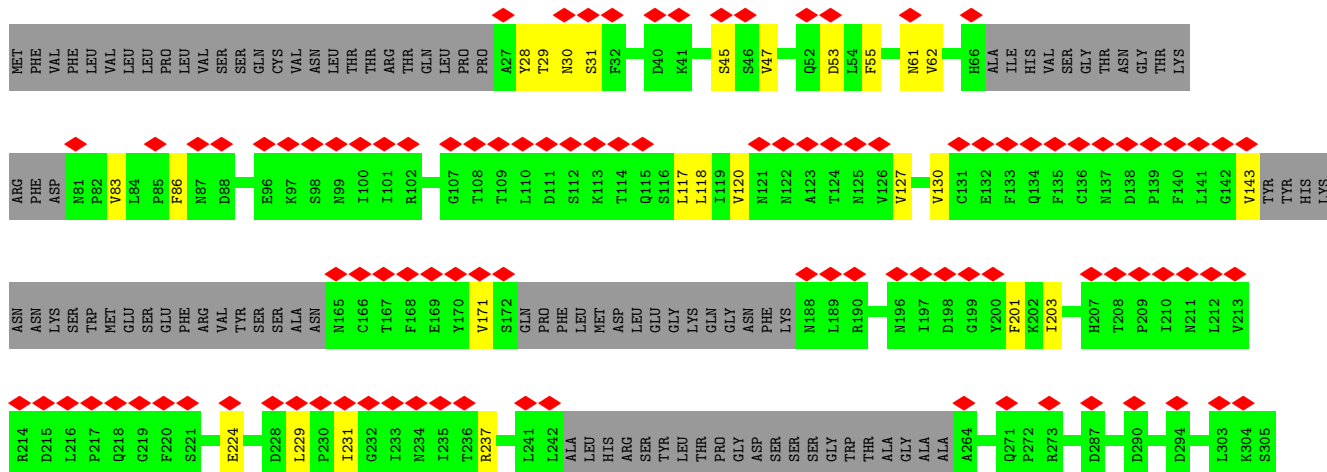 MET PHE VAL PHE LEU VAL LEU LEU PRO LEU VAL SER SER GLN CYS VAL ASN LEU THR THR ARG THR GLN LEU PRO PRO A27 Y28 T29 N30 S31 F32 D40 K41 S45 S46 V47 Q52 D53 L54 F55 N61 V62 H66 ALA ILE HIS VAL SER GLY THR ASN GLY THR LYS
ARG PHE ASP N81 P82 V83 L84 P85 F86 N87 D88 E96 K97 S98 N99 I100 I101 R102 G107 T108 T109 L110 D111 S112 K113 T114 Q115 S116 L117 L118 I119 V120 N121 N122 A123 T124 N125 V126 V127 V130 C131 E132 F133 Q134 F135 C136 N137 D138 P139 F140 L141 G142 V143 TYR TYR HIS LYS
ASN ASN LYS SER TRP MET GLU SER GLU PHE ARG VAL TYR SER SER ALA ASN N165 C166 T167 F168 E169 Y170 V171 S172 GLN PRO PHE LEU MET ASP LEU GLU GLY LYS GLN GLY ASN PHE LYS N188 L189 R190 N196 I197 D198 G199 Y200 F201 K202 I203 H207 T208 P209 I210 N211 L212 V213
R214 D215 L216 P217 Q218 G219 F220 S221 E224 D228 L229 P230 I231 G232 I233 N234 I235 T236 R237 L241 L242 ALA LEU HIS ARG SER TYR LEU THR PRO GLY ASP SER SER SER GLY TRP THR ALA GLY ALA ALA A264 Q271 P272 R273 D287 D290 D294 L303 K304 S305